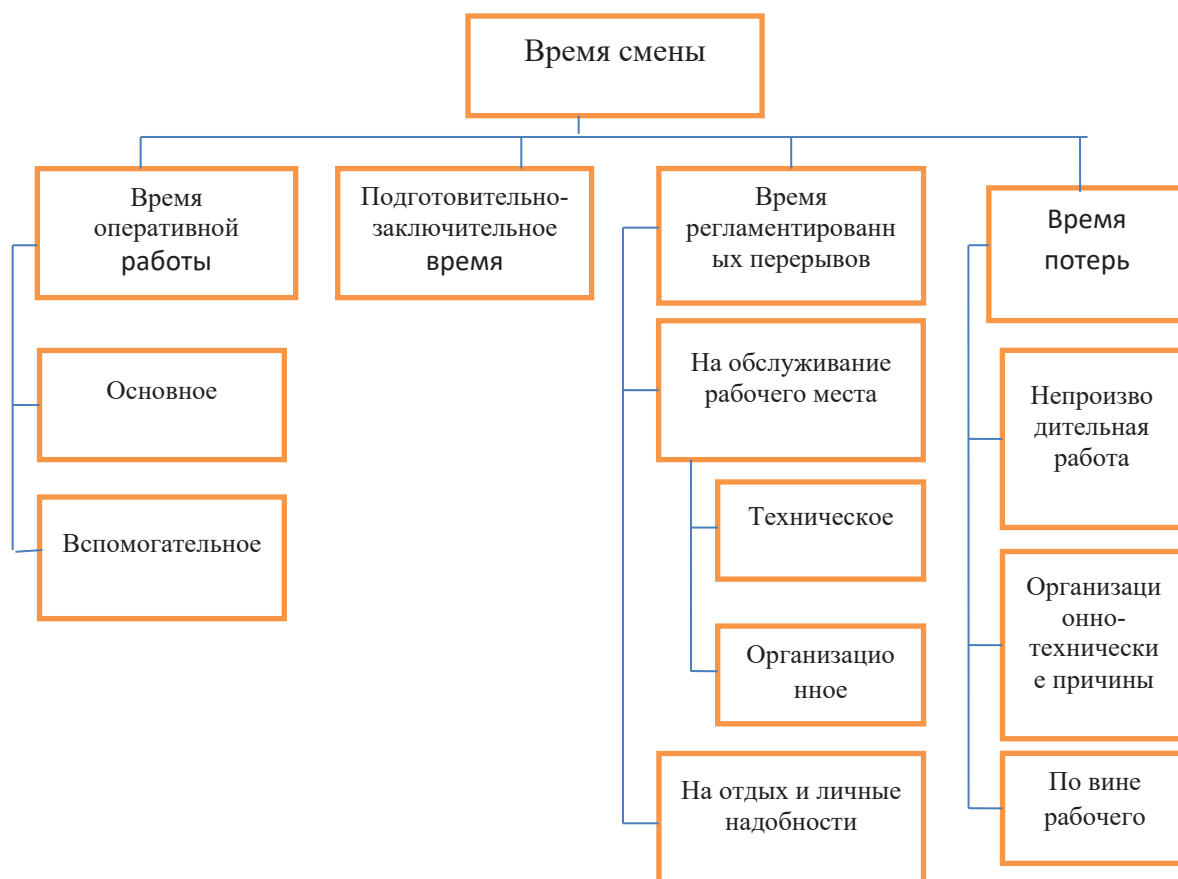 Время смены
Время
оперативной
работы
Подготовительно-
заключительное
время
Время
регламентированн
ых перерывов
Время
потерь
Основное
Вспомогательное
На обслуживание
рабочего места
Техническое
Организацио
нное
На отдых и личные
надобности
Непроизво
дительная
работа
Организаци
онно-
технически
е причины
По вине
рабочего